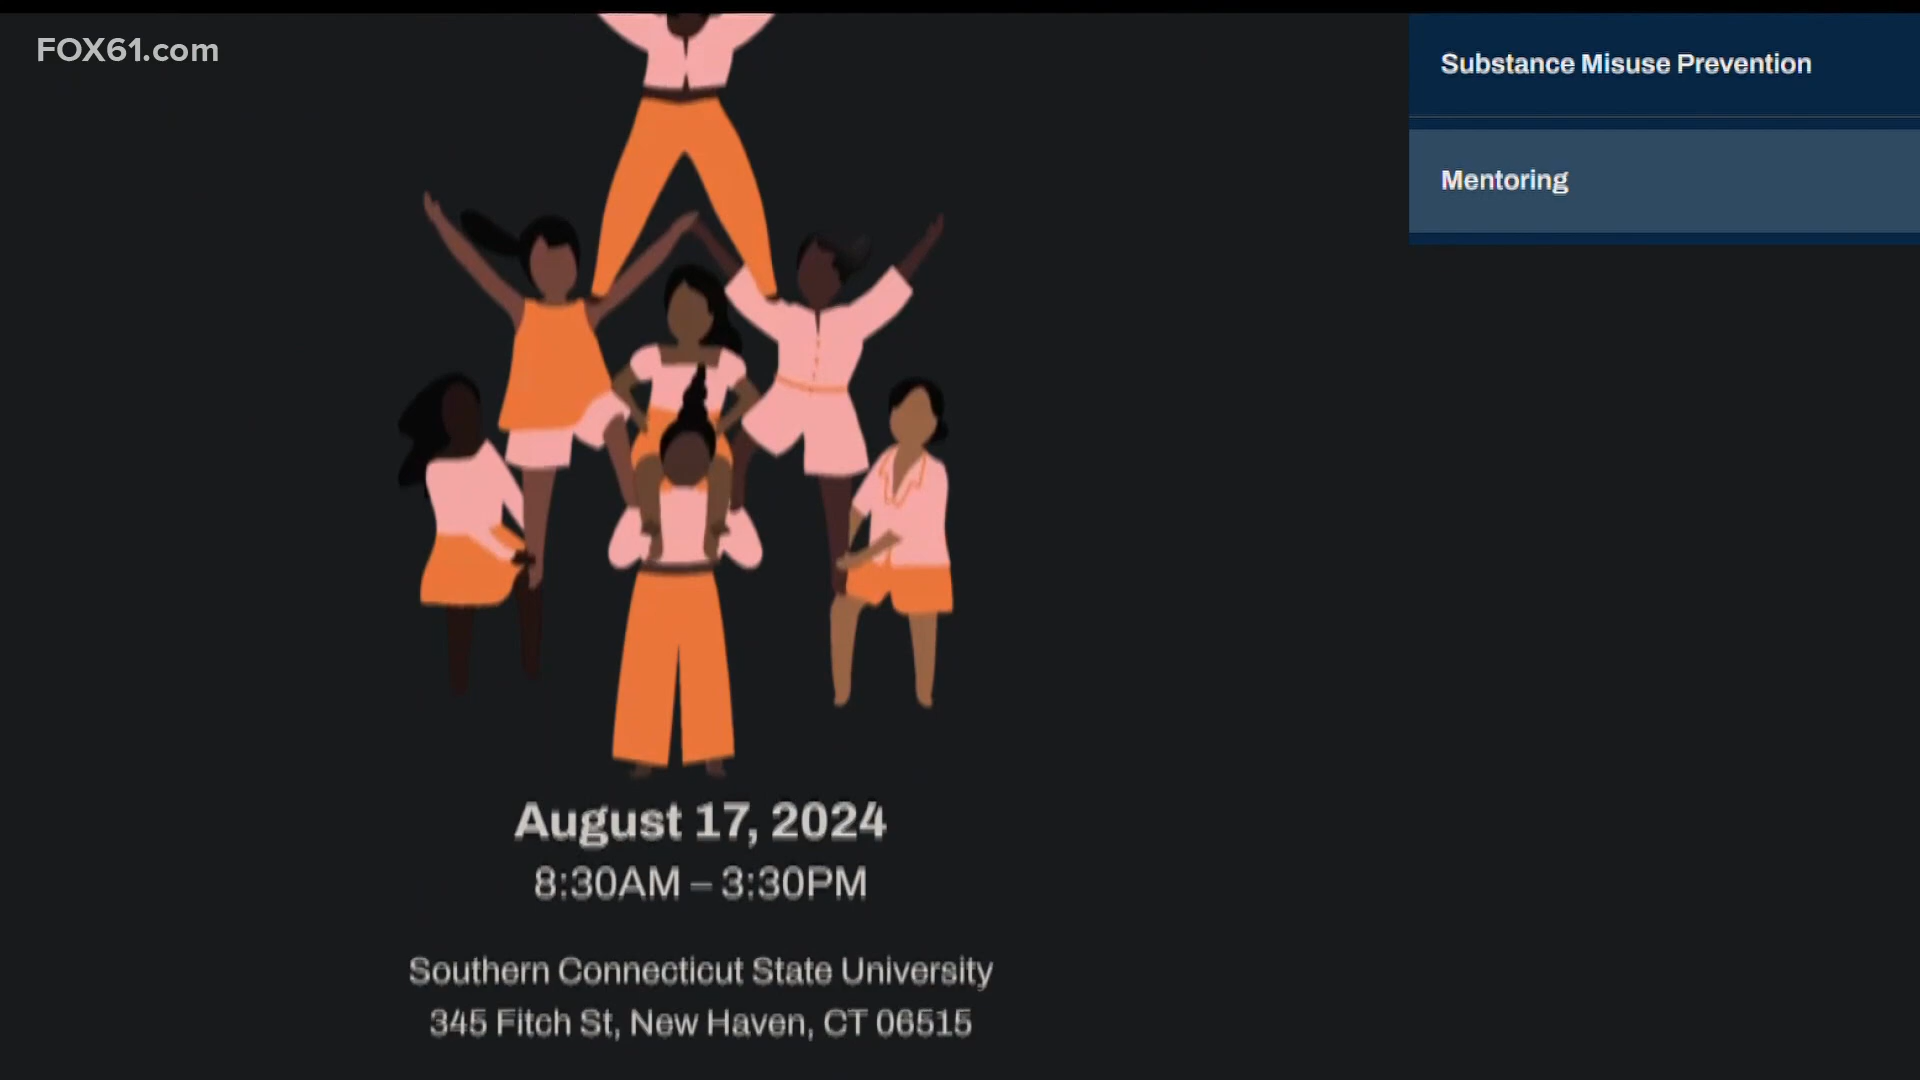 FOX61.com
Substance Misuse Prevention
Mentoring
August 17, 2024
8:30AM – 3:30PM
Southern Connecticut State University
345 Fitch St, New Haven, CT 06515